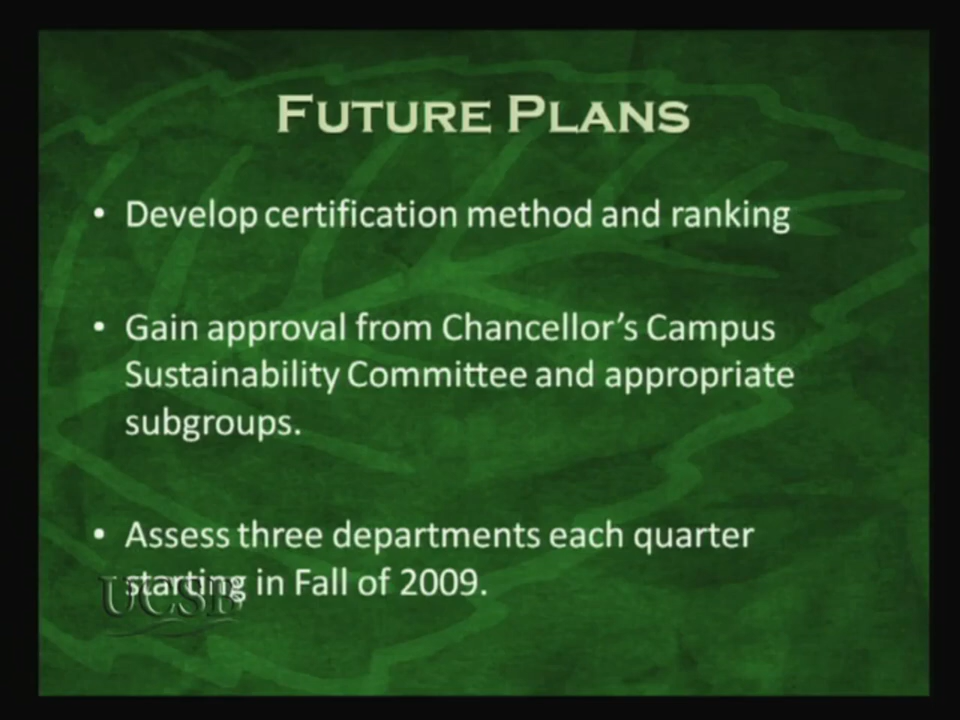 FUTURE PLANS
• Develop certification method and ranking
• Gain approval from Chancellor's Campus
Sustainability Committee and appropriate
subgroups.
• Assess three departments each quarter
starting in Fall of 2009.
UCSB